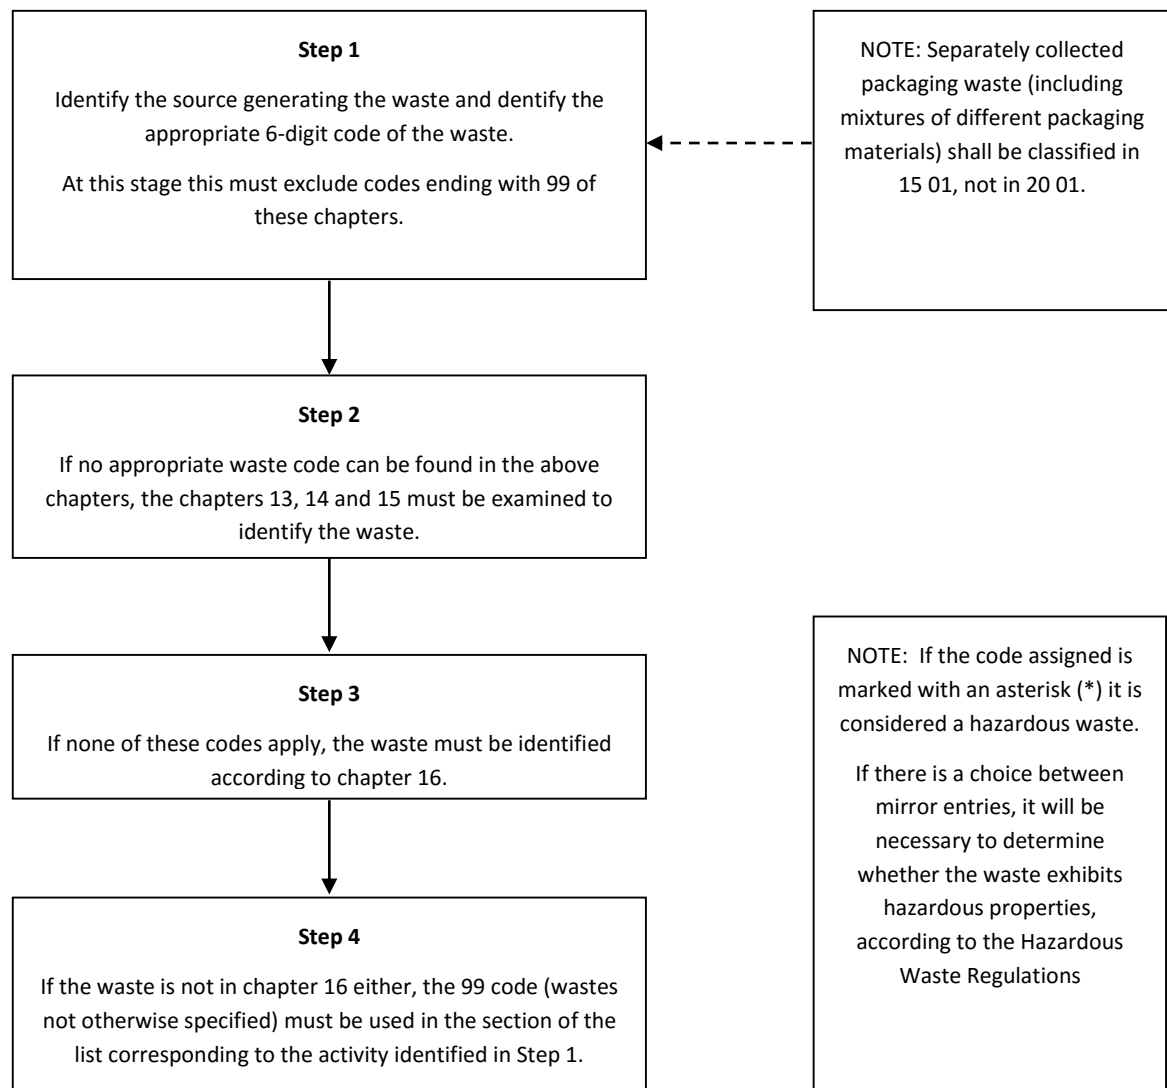 Step 1
Identify the source generating the waste and dentify the
appropriate 6-digit code of the waste.
At this stage this must exclude codes ending with 99 of
these chapters.
NOTE: Separately collected
packaging waste (including
mixtures of different packaging
materials) shall be classified in
15 01, not in 20 01.
Step 2
If no appropriate waste code can be found in the above
chapters, the chapters 13, 14 and 15 must be examined to
identify the waste.
Step 3
If none of these codes apply, the waste must be identified
according to chapter 16.
NOTE: If the code assigned is
marked with an asterisk (*) it is
considered a hazardous waste.
If there is a choice between
mirror entries, it will be
necessary to determine
whether the waste exhibits
hazardous properties,
according to the Hazardous
Waste Regulations
Step 4
If the waste is not in chapter 16 either, the 99 code (wastes
not otherwise specified) must be used in the section of the
list corresponding to the activity identified in Step 1.